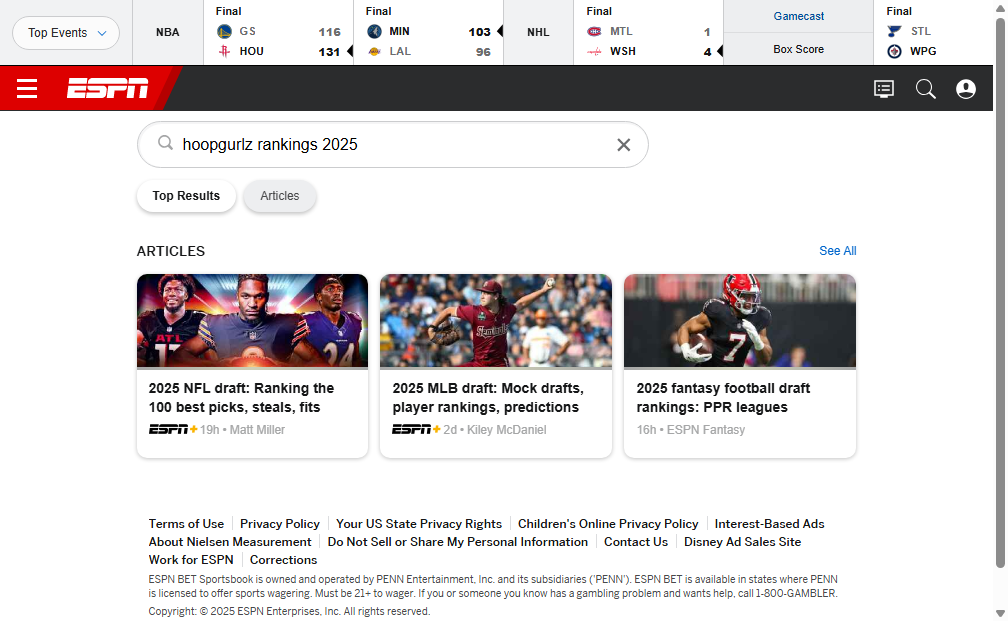 Top Events
NBA
Final
GS 116
HOU 131
Final
MIN 103
LAL 96
NHL
Final
MTL 1
WSH 4
Gamecast
Box Score
Final
STL
WPG
ESPN
hoopgurlz rankings 2025
Top Results
Articles
ARTICLES
See All
2025 NFL draft: Ranking the
100 best picks, steals, fits
ESPN+ 19h • Matt Miller
2025 MLB draft: Mock drafts,
player rankings, predictions
ESPN+ 2d • Kiley McDaniel
2025 fantasy football draft
rankings: PPR leagues
16h • ESPN Fantasy
Terms of Use Privacy Policy Your US State Privacy Rights Children's Online Privacy Policy Interest-Based Ads
About Nielsen Measurement Do Not Sell or Share My Personal Information Contact Us Disney Ad Sales Site
Work for ESPN Corrections
ESPN BET Sportsbook is owned and operated by PENN Entertainment, Inc. and its subsidiaries ('PENN'). ESPN BET is available in states where PENN
is licensed to offer sports wagering. Must be 21+ to wager. If you or someone you know has a gambling problem and wants help, call 1-800-GAMBLER.
Copyright: © 2025 ESPN Enterprises, Inc. All rights reserved.